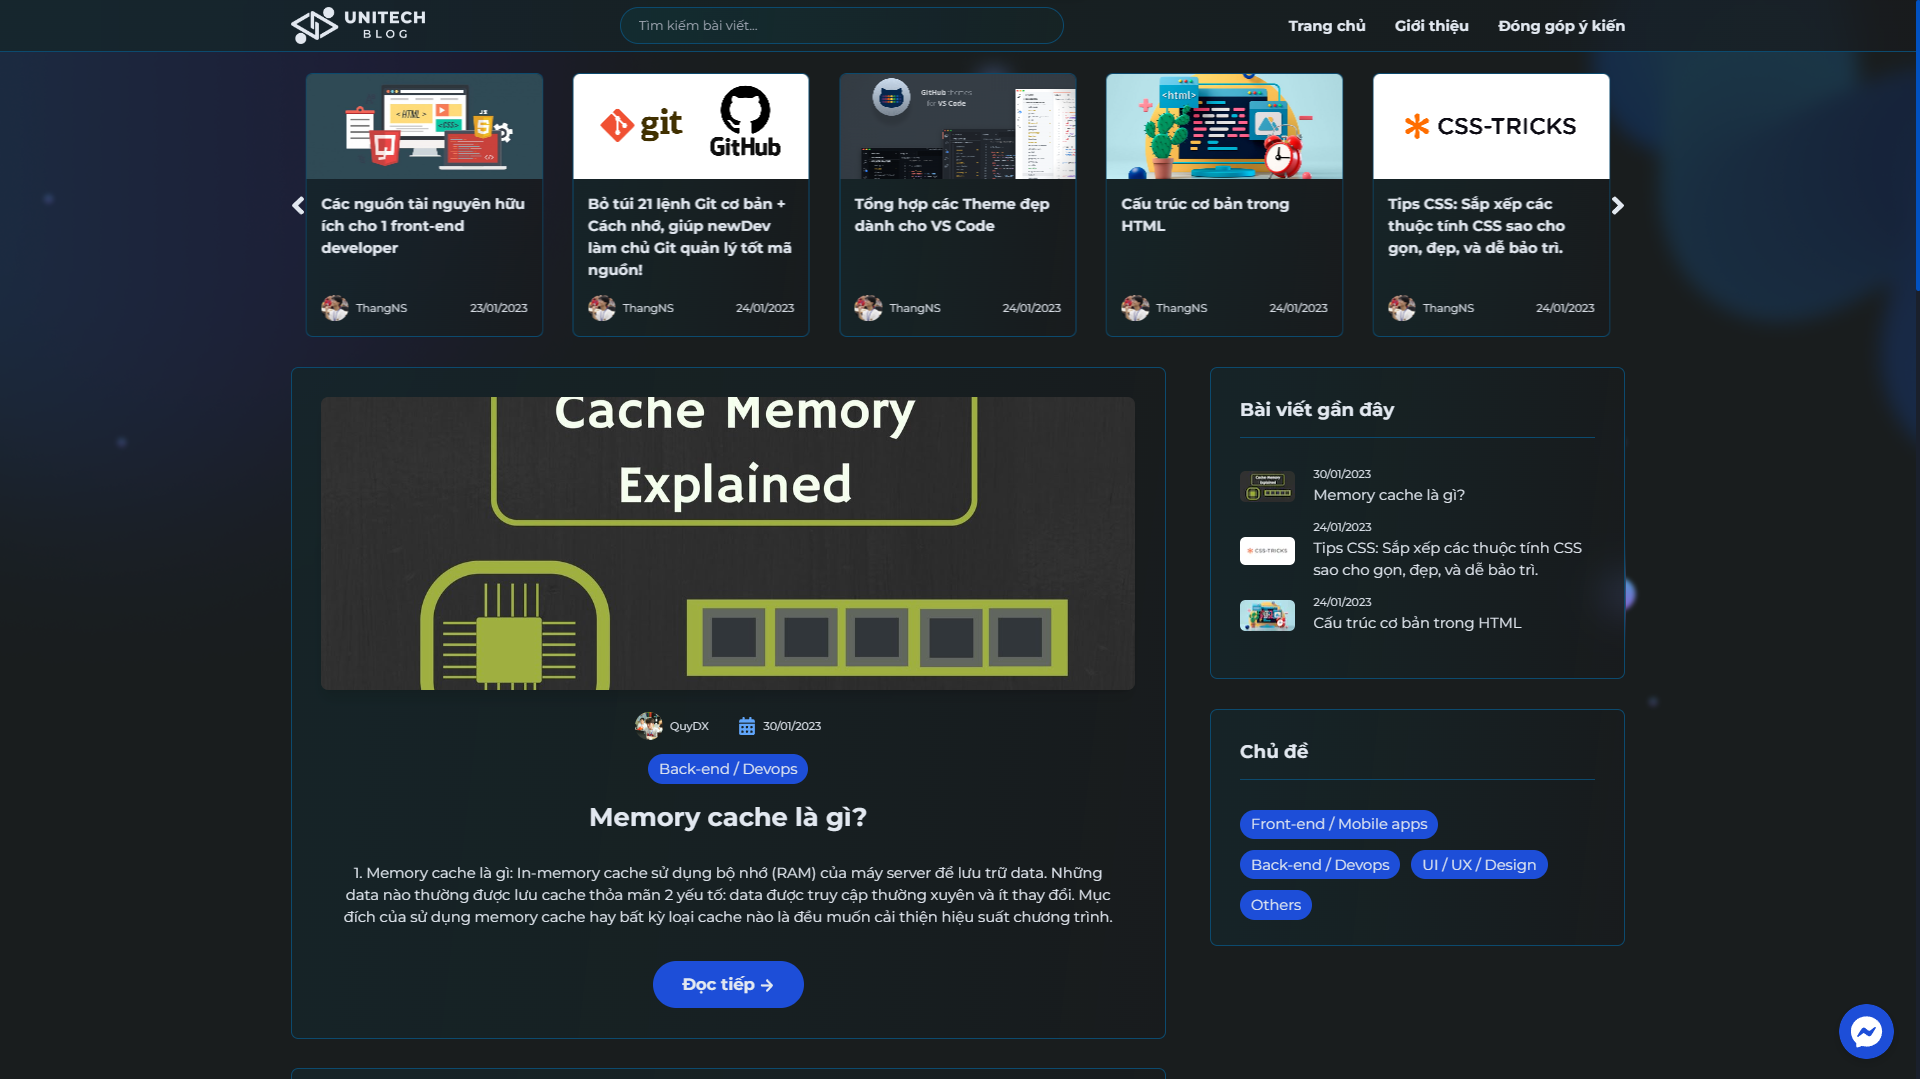 UNITECH
BLOG
Tìm kiếm bài viết...
Trang chủ
Giới thiệu
Đóng góp ý kiến
<HTML>
<CSS>
JS
5
Các nguồn tài nguyên hữu
ích cho 1 front-end
developer
ThangNS
23/01/2023
git
GitHub
Bỏ túi 21 lệnh Git cơ bản +
Cách nhớ, giúp newDev
làm chủ Git quản lý tốt mã
nguồn!
ThangNS
24/01/2023
GitHub themes
for VS Code
Tổng hợp các Theme đẹp
dành cho VS Code
ThangNS
24/01/2023
<html>
Cấu trúc cơ bản trong
HTML
ThangNS
24/01/2023
CSS-TRICKS
Tips CSS: Sắp xếp các
thuộc tính CSS sao cho
gọn, đẹp, và dễ bảo trì.
ThangNS
24/01/2023
Cache Memory
Explained
QuyDX
30/01/2023
Back-end / Devops
Memory cache là gì?
1. Memory cache là gì: In-memory cache sử dụng bộ nhớ (RAM) của máy server để lưu trữ data. Những
data nào thường được lưu cache thỏa mãn 2 yếu tố: data được truy cập thường xuyên và ít thay đổi. Mục
đích của sử dụng memory cache hay bất kỳ loại cache nào là đều muốn cải thiện hiệu suất chương trình.
Đọc tiếp →
Bài viết gần đây
Cache Memory
Explained
30/01/2023
Memory cache là gì?
CSS-TRICKS
24/01/2023
Tips CSS: Sắp xếp các thuộc tính CSS
sao cho gọn, đẹp, và dễ bảo trì.
24/01/2023
Cấu trúc cơ bản trong HTML
Chủ đề
Front-end / Mobile apps
Back-end / Devops
UI / UX / Design
Others